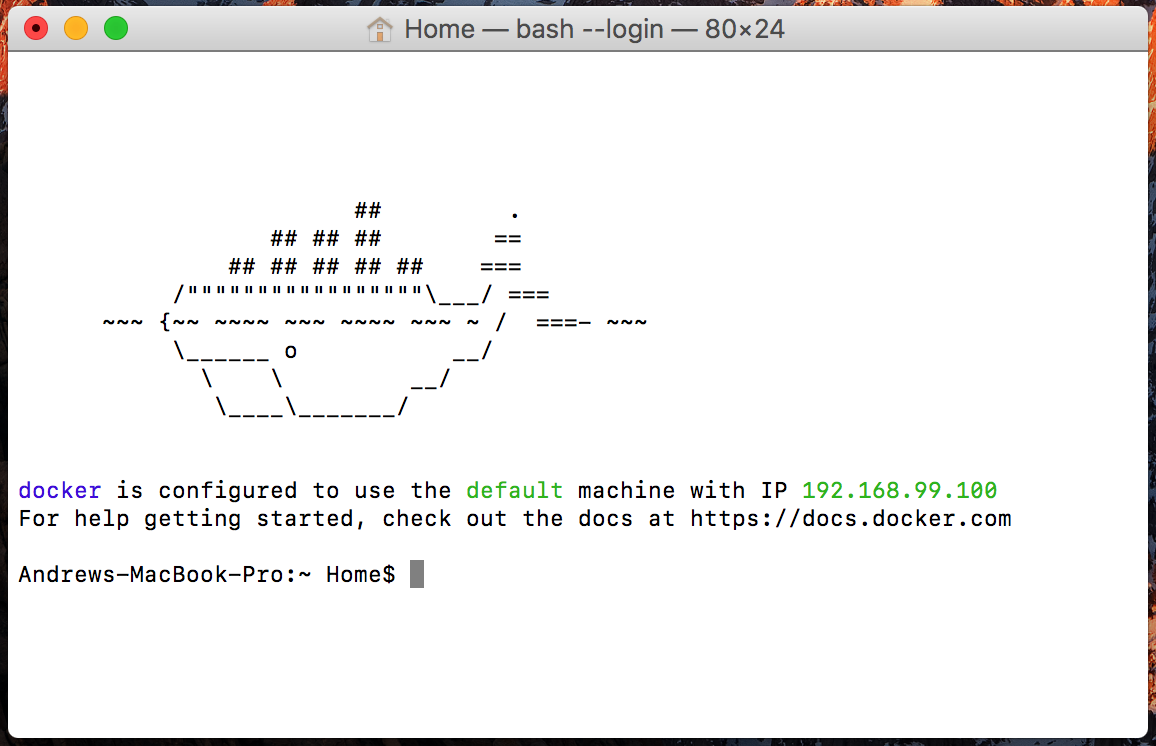 Home — bash --login — 80×24
                        ##         .
                  ## ## ##        ==
               ## ## ## ## ##    ===
           /"""""""""""""""""\___/ ===
      ~~~ {~~ ~~~~ ~~~ ~~~~ ~~~ ~ /  ===- ~~~
           \______ o           __/
             \    \         __/
              \____\_______/
docker is configured to use the default machine with IP 192.168.99.100
For help getting started, check out the docs at https://docs.docker.com
Andrews-MacBook-Pro:~ Home$